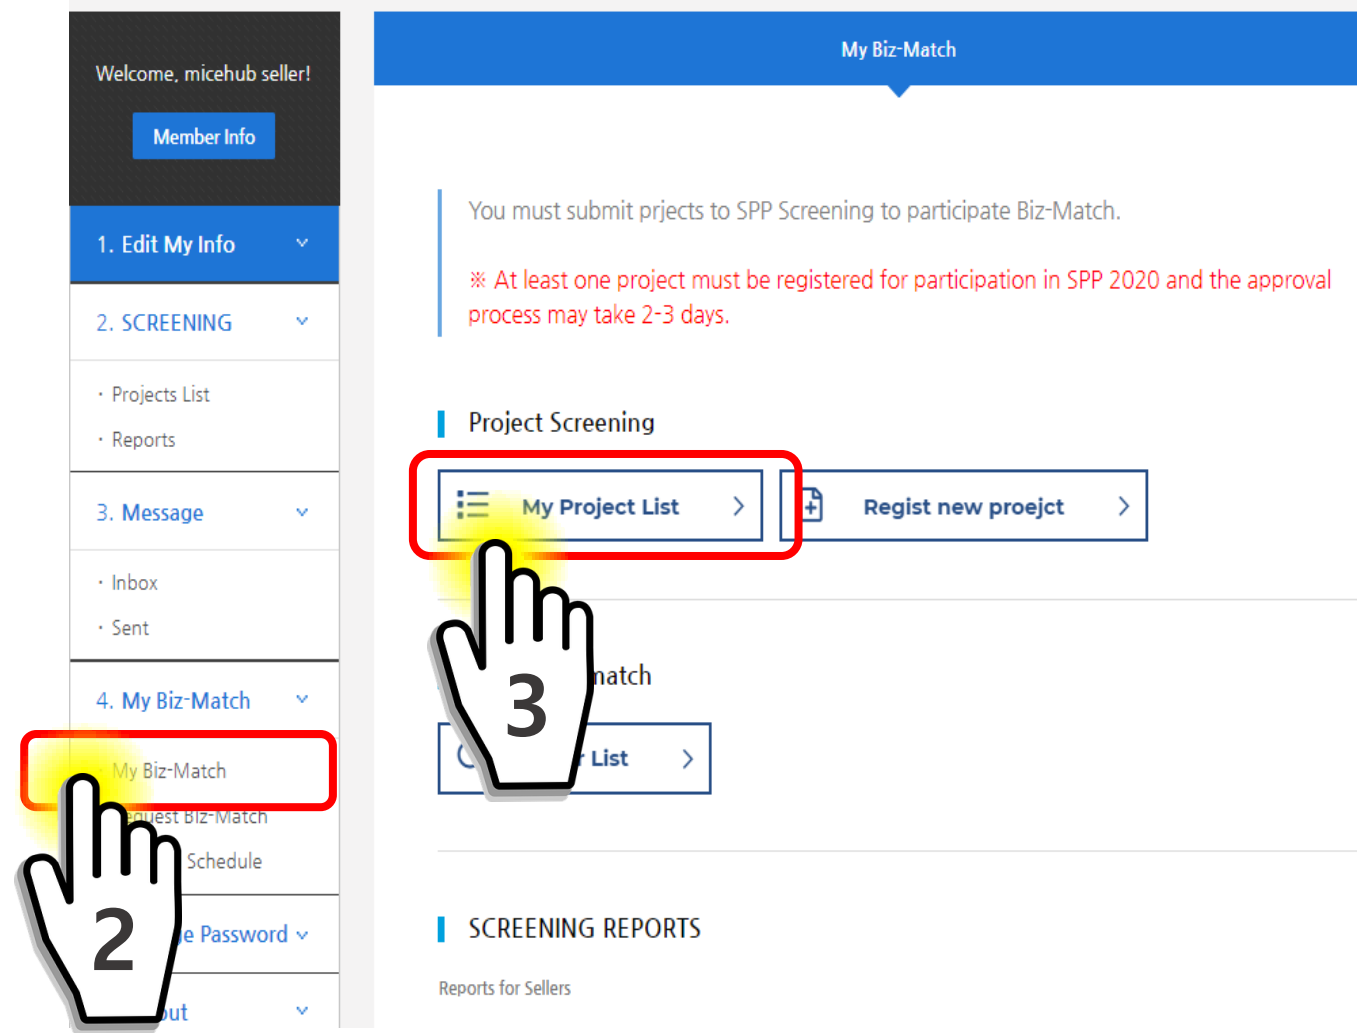 Welcome, micehub seller!
Member Info
1. Edit My Info
2. SCREENING
· Projects List
· Reports
3. Message
· Inbox
· Sent
4. My Biz-Match
· My Biz-Match
Biz-Match
Schedule
Password
2
My Biz-Match
You must submit prjects to SPP Screening to participate Biz-Match.
※ At least one project must be registered for participation in SPP 2020 and the approval
process may take 2-3 days.
Project Screening
My Project List
Regist new proejct
3
List
SCREENING REPORTS
Reports for Sellers